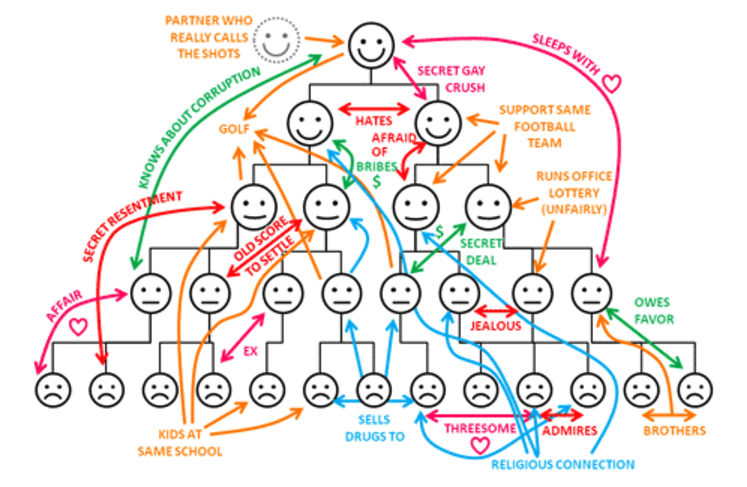 PARTNER WHO
REALLY CALLS
THE SHOTS
SLEEPS WITH
SECRET GAY
CRUSH
KNOWS ABOUT CORRUPTION
GOLF
HATES
AFRAID
OF
BRIBES
$
SUPPORT SAME
FOOTBALL
TEAM
RUNS OFFICE
LOTTERY
(UNFAIRLY)
SECRET RESENTMENT
OLD SCORE
TO SETTLE
$
SECRET
DEAL
AFFAIR
JEALOUS
OWES
FAVOR
EX
KIDS AT
SAME SCHOOL
SELLS
DRUGS TO
THREESOME
ADMIRES
BROTHERS
RELIGIOUS CONNECTION